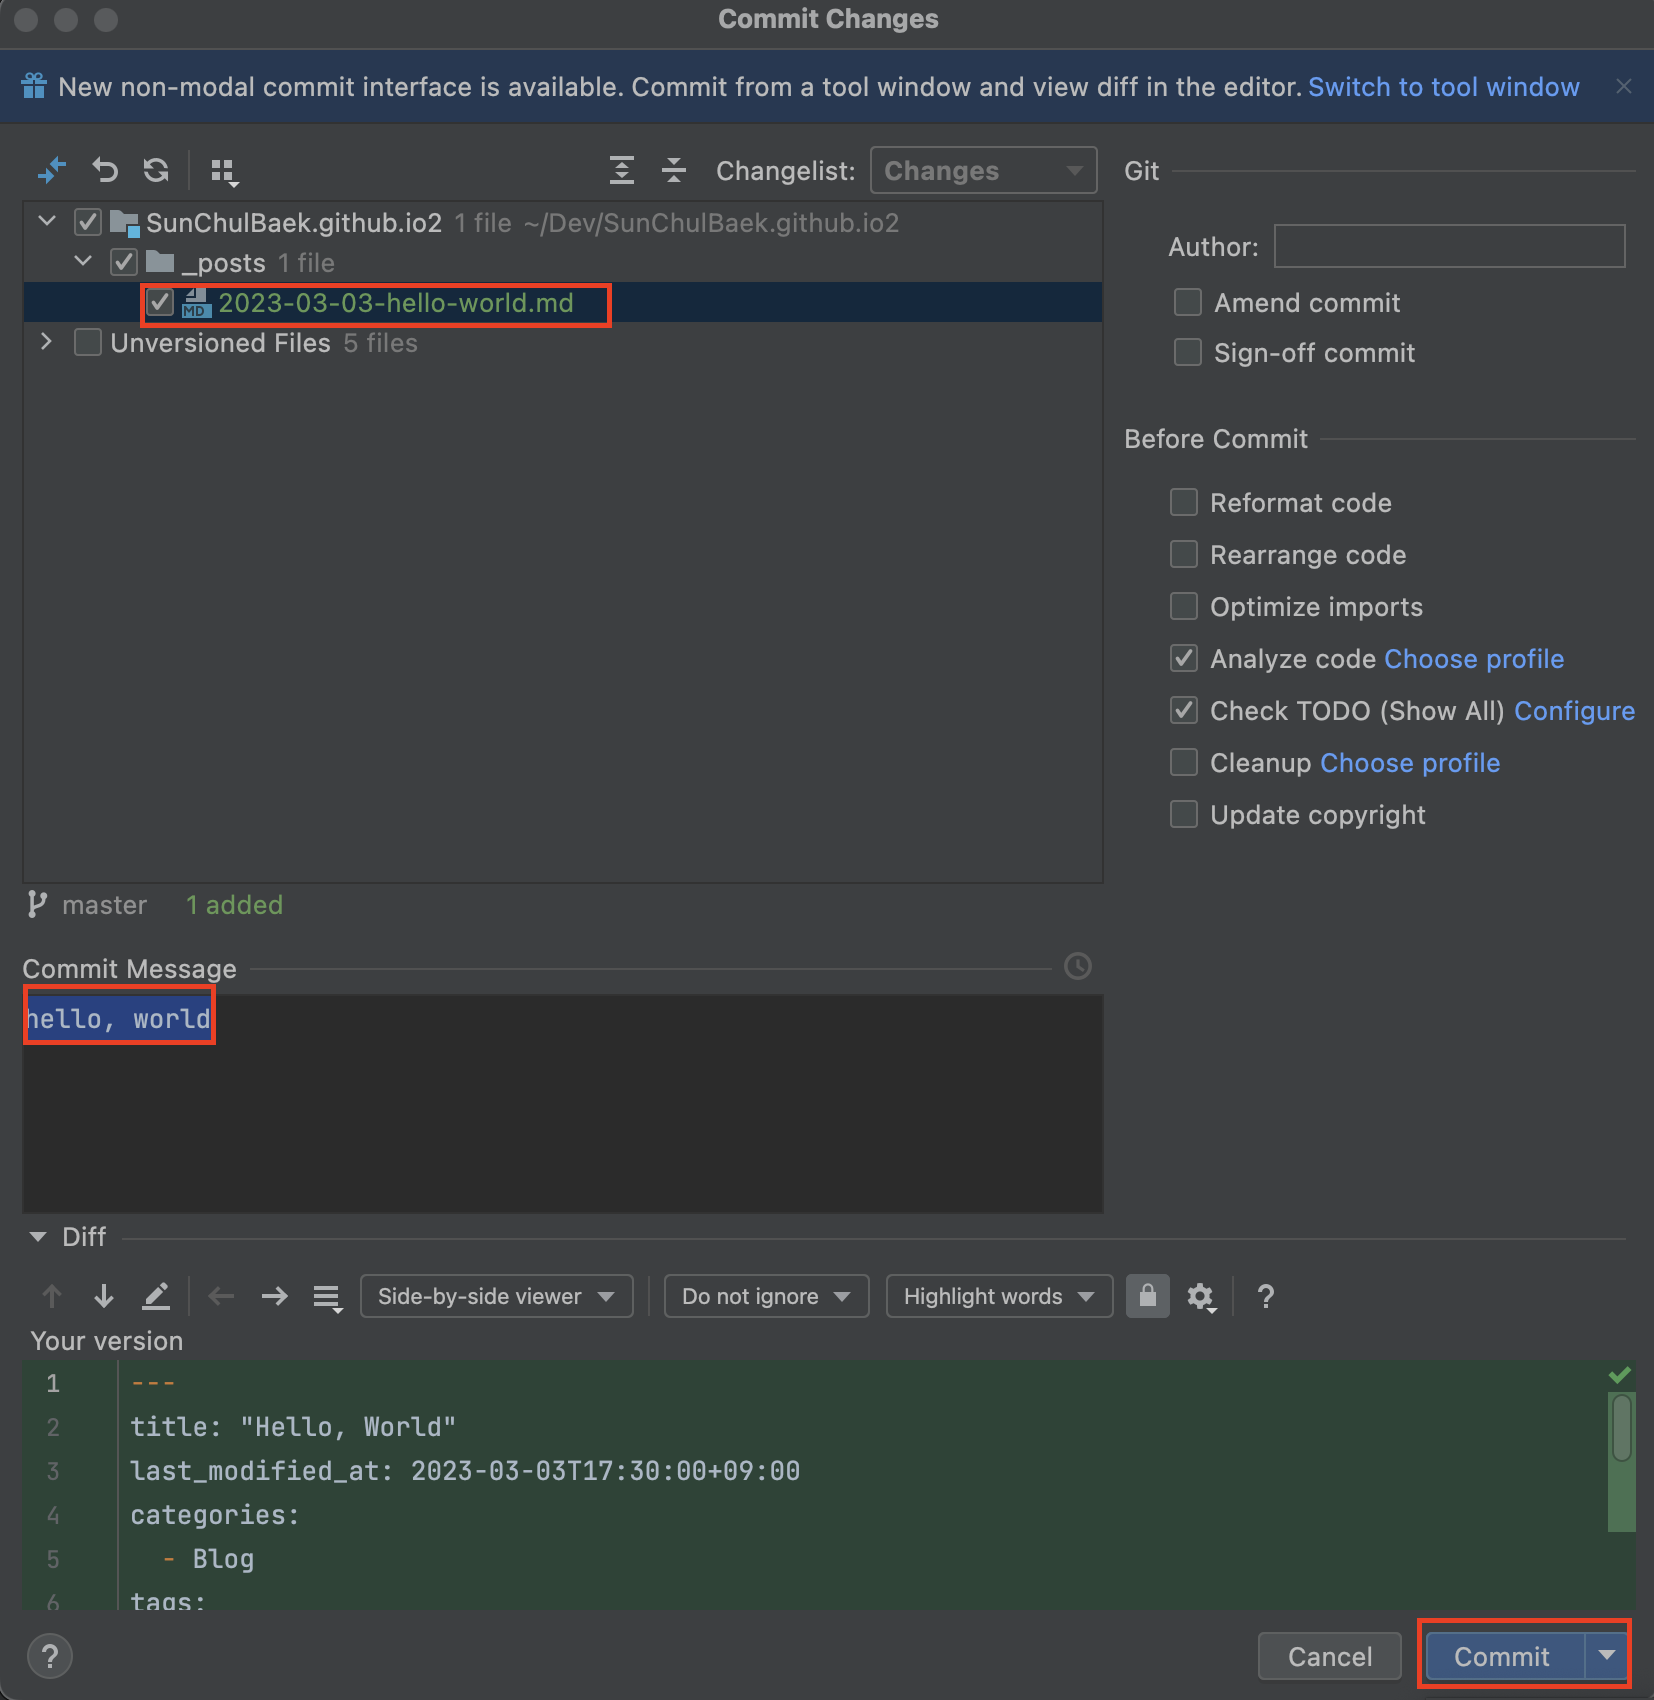 Commit Changes
New non-modal commit interface is available. Commit from a tool window and view diff in the editor. Switch to tool window
Changelist: Changes
SunChulBaek.github.io2 1 file ~/Dev/SunChulBaek.github.io2
_posts 1 file
MD 2023-03-03-hello-world.md
Unversioned Files 5 files
Git
Author:
Amend commit
Sign-off commit
Before Commit
Reformat code
Rearrange code
Optimize imports
Analyze code Choose profile
Check TODO (Show All) Configure
Cleanup Choose profile
Update copyright
master 1 added
Commit Message
hello, world
Diff
Side-by-side viewer Do not ignore Highlight words ?
Your version
1 ---
2 title: "Hello, World"
3 last_modified_at: 2023-03-03T17:30:00+09:00
4 categories:
5 - Blog
6 tags:
? Cancel Commit